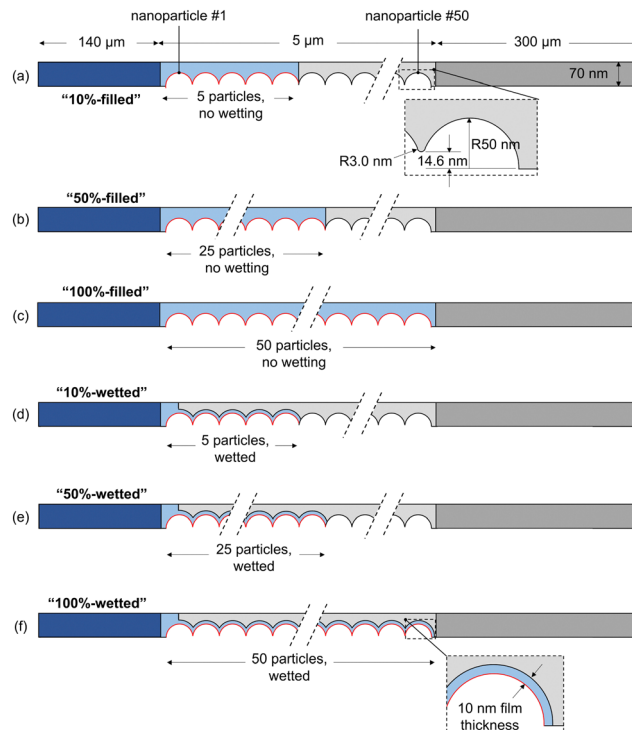 nanoparticle #1
nanoparticle #50
140 µm
5 µm
300 µm
(a)
70 nm
“10%-filled”
5 particles,
no wetting
R3.0 nm
14.6 nm
R50 nm
“50%-filled”
(b)
25 particles,
no wetting
“100%-filled”
(c)
50 particles,
no wetting
“10%-wetted”
(d)
5 particles,
wetted
“50%-wetted”
(e)
25 particles,
wetted
“100%-wetted”
(f)
50 particles,
wetted
10 nm film
thickness